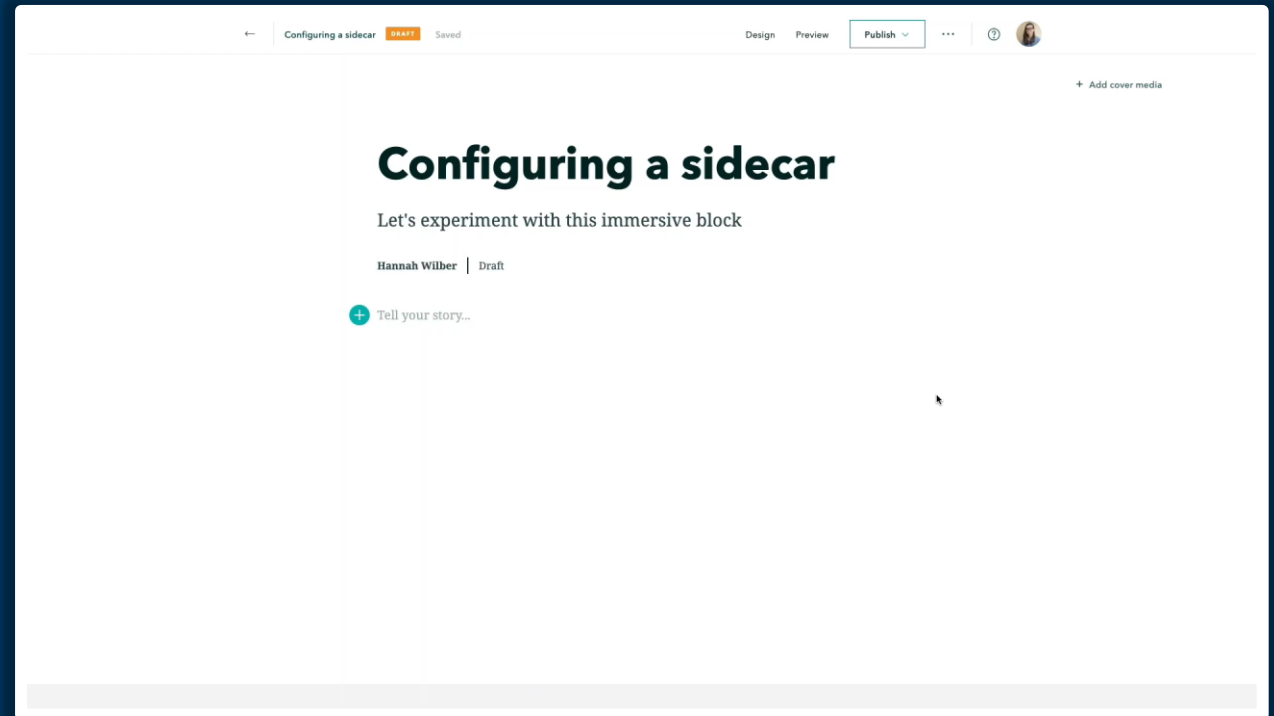 Configuring a sidecar DRAFT Saved Design Preview Publish
+ Add cover media
Configuring a sidecar
Let's experiment with this immersive block
Hannah Wilber | Draft
Tell your story...